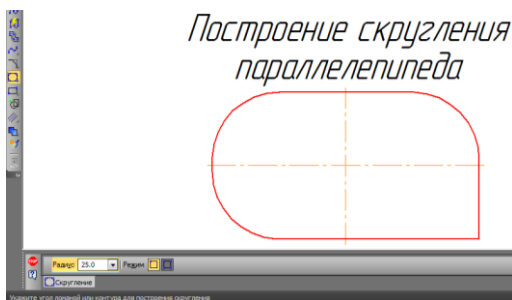 Построение скругления
параллелепипеда
Радиус 25.0 Режим
Скругление
Укажите угол ломаной или контура для построения скругления